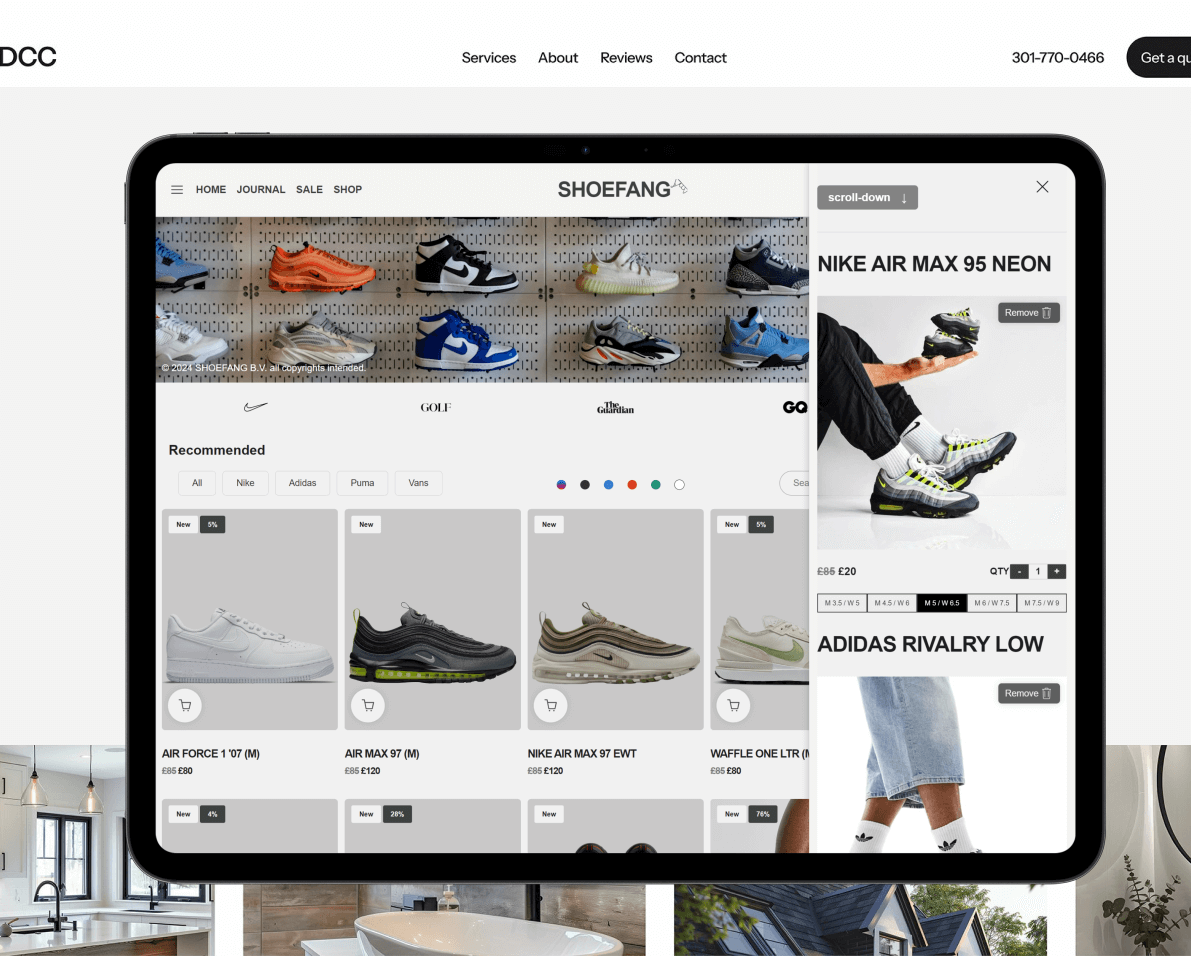 DCC
Services About Reviews Contact
301-770-0466
Get a qu
HOME JOURNAL SALE SHOP
SHOEFANG
© 2024 SHOEFANG B.V. all copyrights intended.
GOLF
The Guardian
GQ
Recommended
All Nike Adidas Puma Vans
Sea
New 5%
New
New
New 5%
AIR FORCE 1 '07 (M)
£85 £80
AIR MAX 97 (M)
£85 £120
NIKE AIR MAX 97 EWT
£85 £120
WAFFLE ONE LTR (M
£85 £80
New 4%
New 28%
New
New 76%
scroll-down ↓
NIKE AIR MAX 95 NEON
Remove
£85 £20
QTY - 1 +
M 3.5 / W 5 M 4.5 / W 6 M 5 / W 6.5 M 6 / W 7.5 M 7.5 / W 9
ADIDAS RIVALRY LOW
Remove